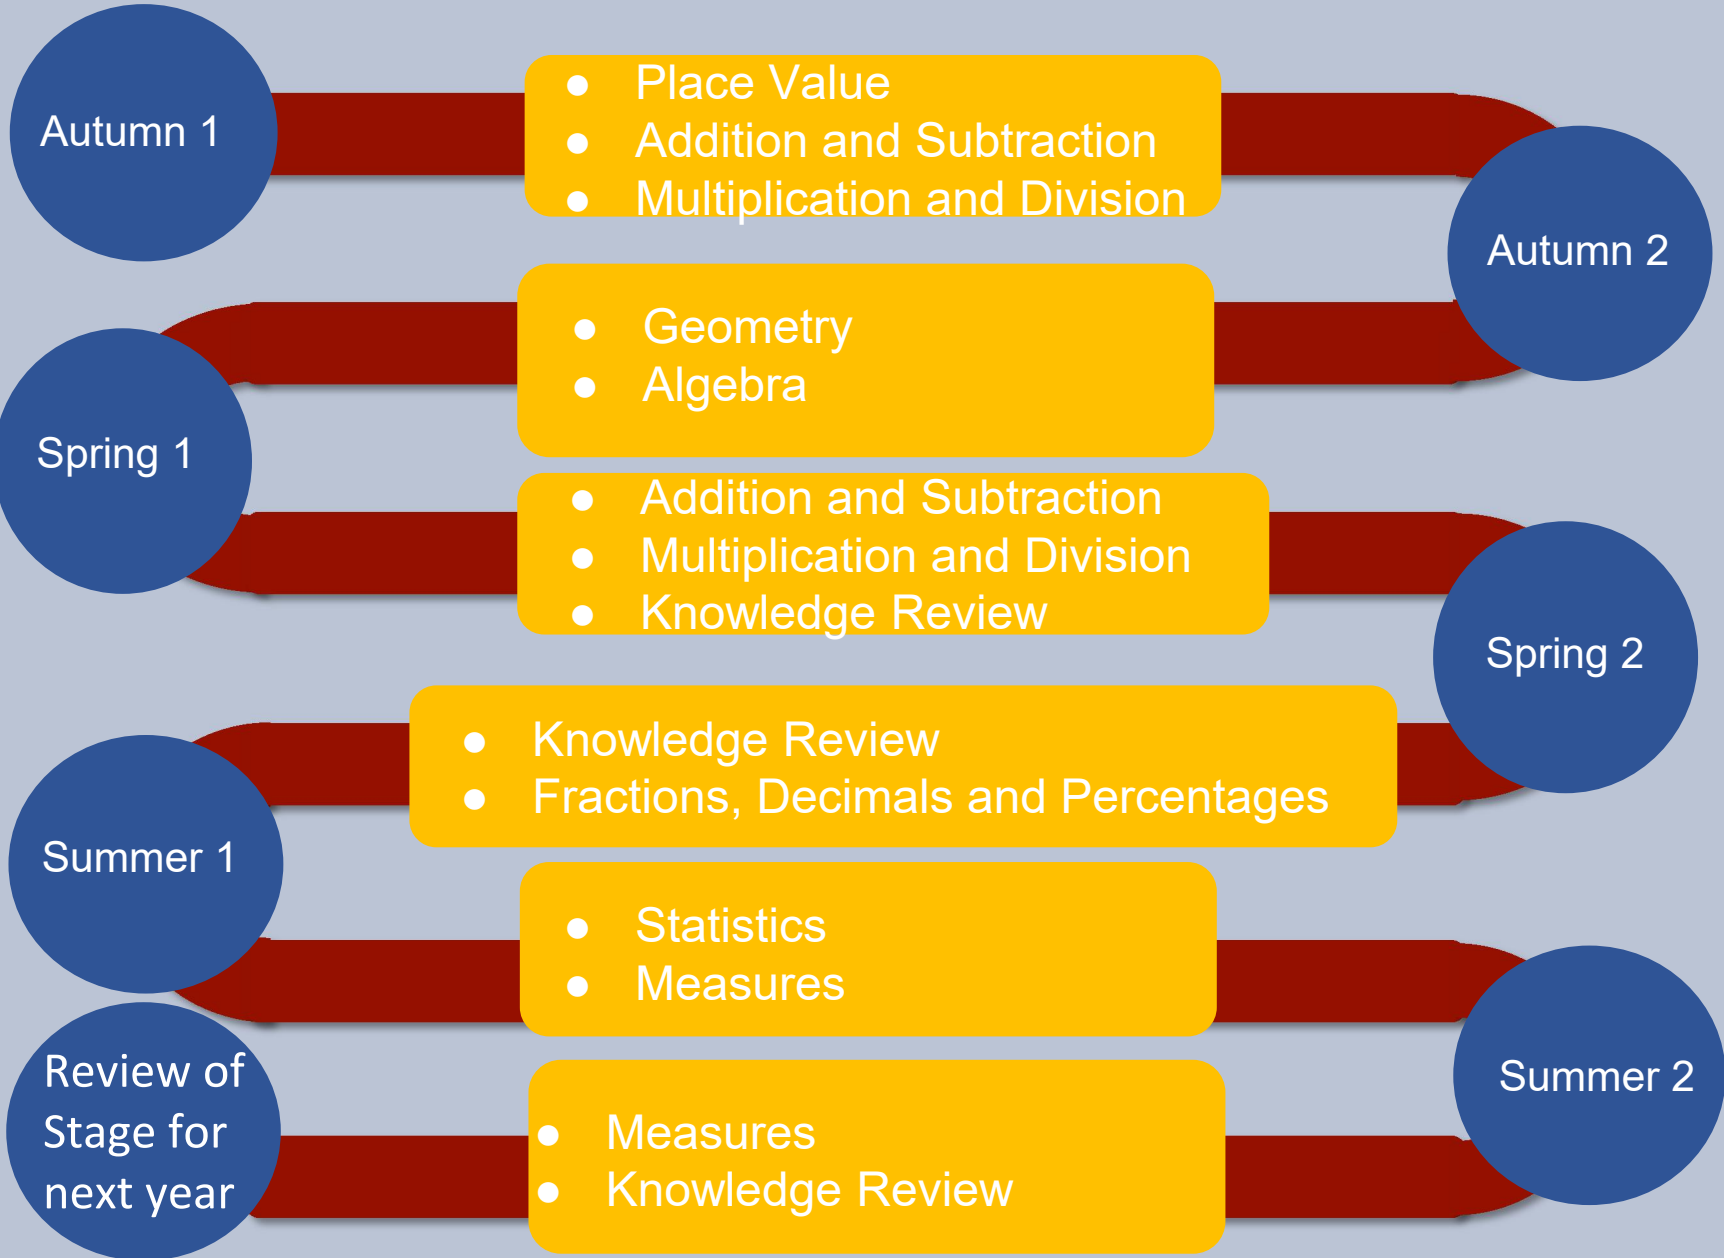 Autumn 1
● Place Value
● Addition and Subtraction
● Multiplication and Division
Autumn 2
● Geometry
● Algebra
Spring 1
● Addition and Subtraction
● Multiplication and Division
● Knowledge Review
Spring 2
● Knowledge Review
● Fractions, Decimals and Percentages
Summer 1
● Statistics
● Measures
Summer 2
● Measures
● Knowledge Review
Review of
Stage for
next year